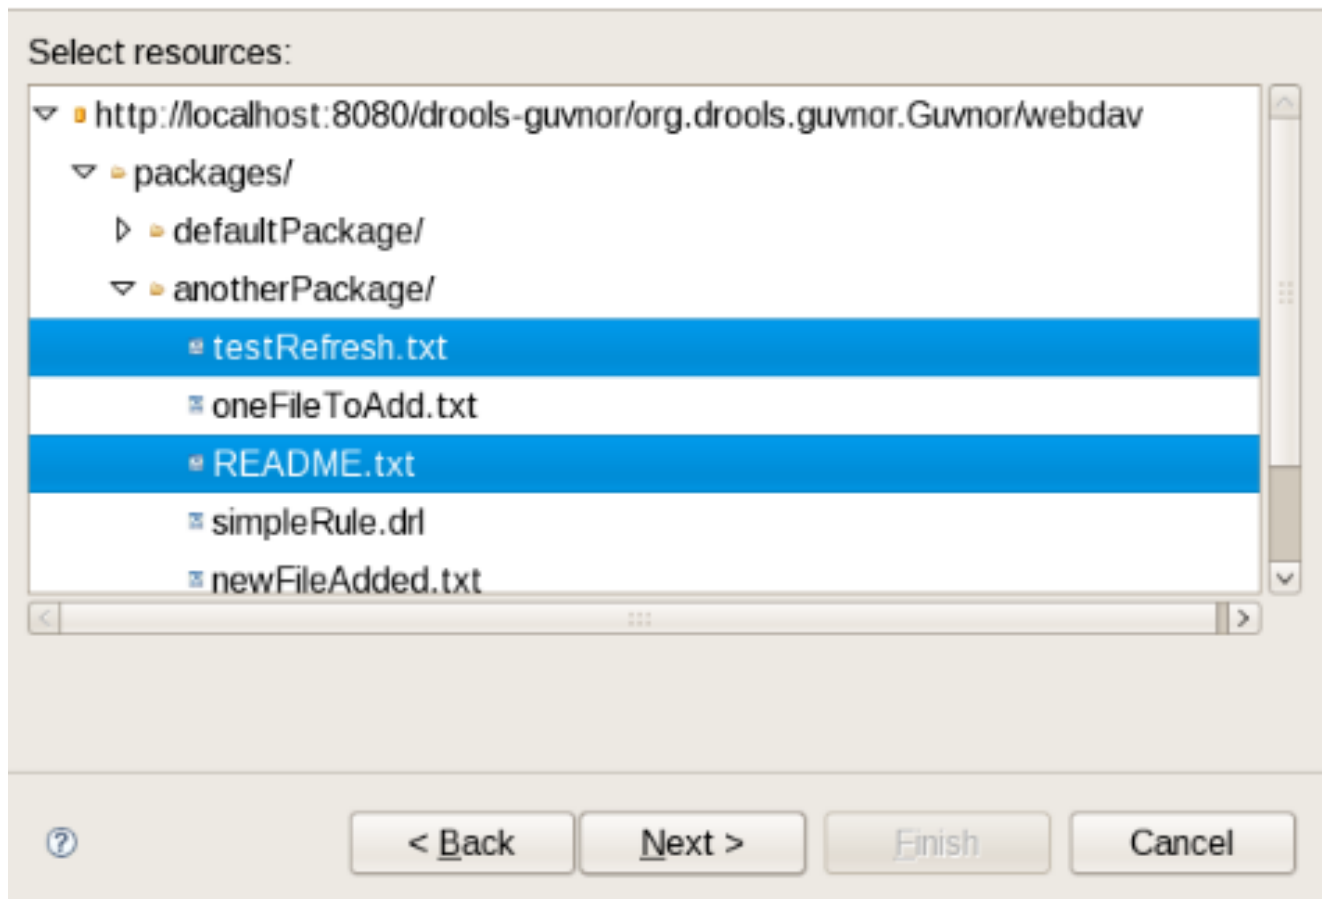 Select resources:
http://localhost:8080/drools-guvnor/org.drools.guvnor.Guvnor/webdav
packages/
defaultPackage/
anotherPackage/
testRefresh.txt
oneFileToAdd.txt
README.txt
simpleRule.drl
newFileAdded.txt
< Back Next > Finish Cancel